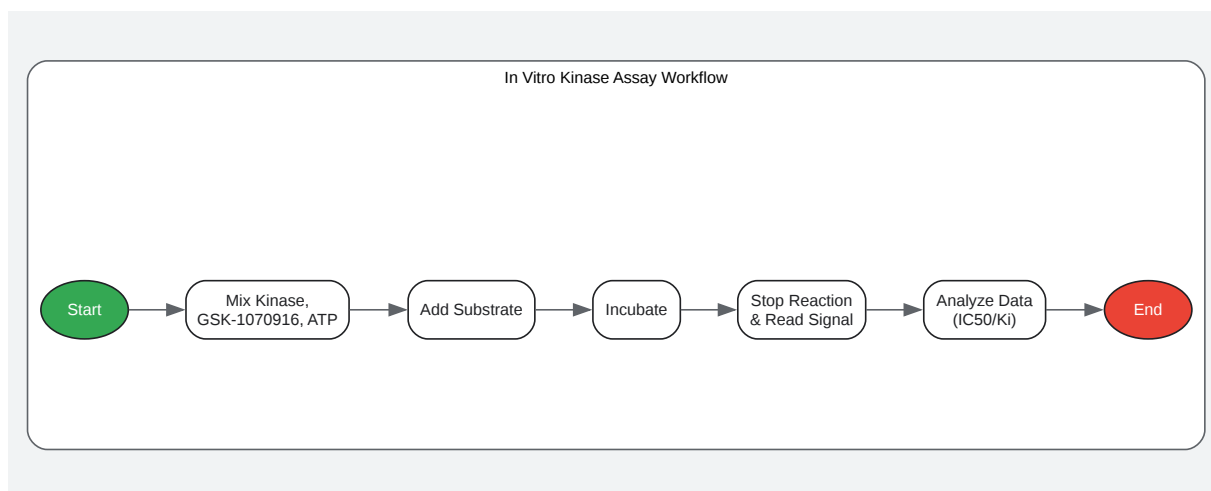 In Vitro Kinase Assay Workflow
Start
Mix Kinase,
GSK-1070916, ATP
Add Substrate
Incubate
Stop Reaction
& Read Signal
Analyze Data
(IC50/Ki)
End